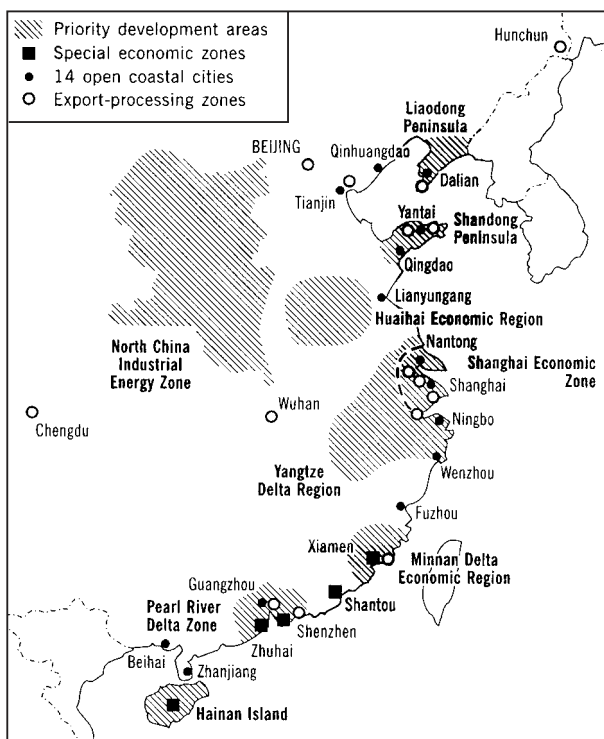 Priority development areas
Special economic zones
14 open coastal cities
Export-processing zones
Hunchun
Liaodong
Peninsula
BEIJING
Qinhuangdao
Dalian
Tianjin
Yantai
Shandong
Peninsula
Qingdao
Lianyungang
Huaihai Economic Region
North China
Industrial
Energy Zone
Nantong
Shanghai Economic
Zone
Shanghai
Wuhan
Chengdu
Ningbo
Yangtze
Delta Region
Wenzhou
Fuzhou
Xiamen
Minnan Delta
Economic Region
Guangzhou
Shantou
Pearl River
Delta Zone
Shenzhen
Zhuhai
Beihai
Zhanjiang
Hainan Island